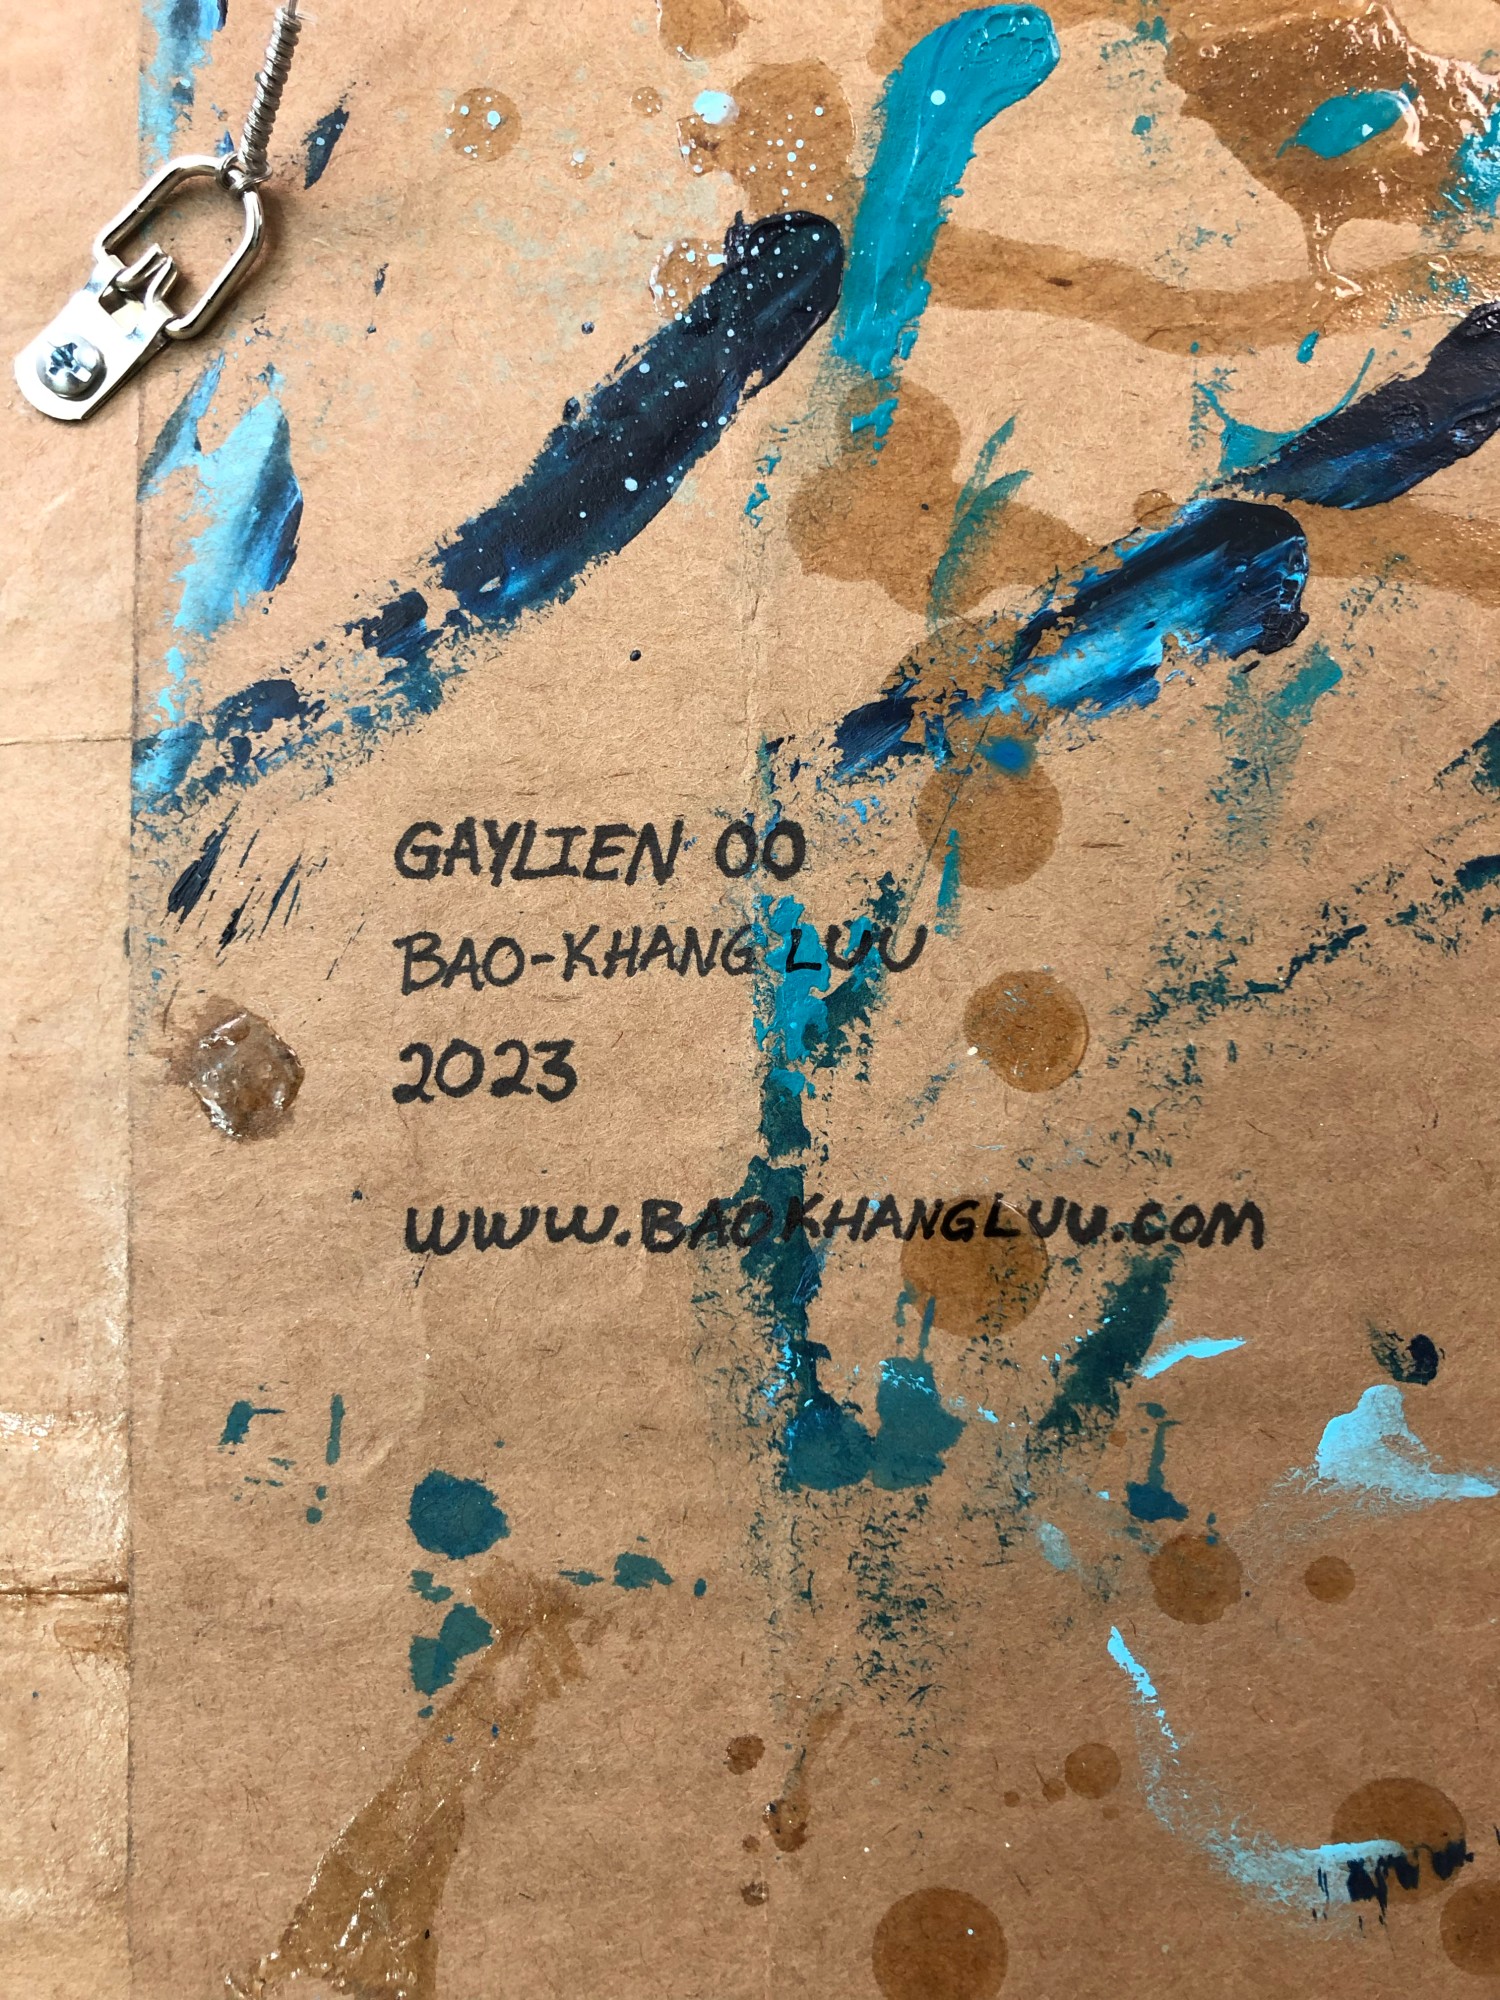 GAYLIEN 00
BAO-KHANG LUU
2023
WWW.BAOKHANGLUU.COM